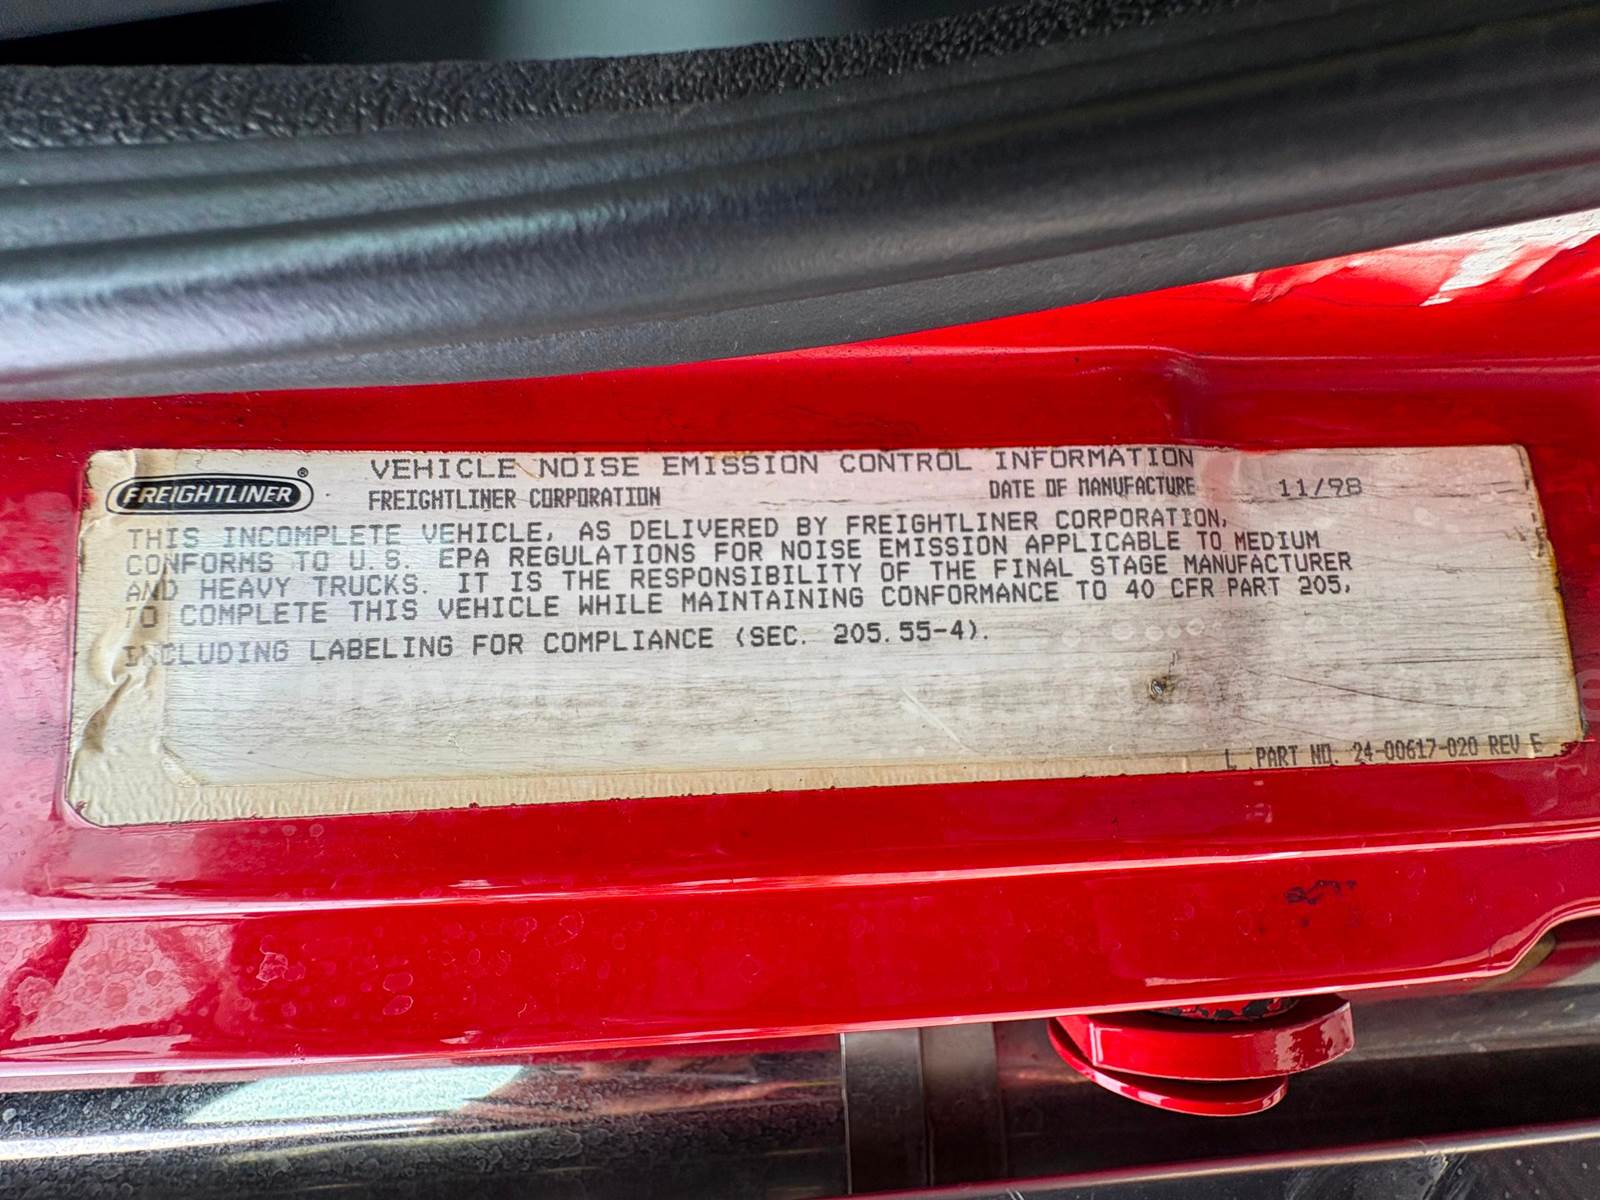 FREIGHTLINER®
VEHICLE NOISE EMISSION CONTROL INFORMATION
FREIGHTLINER CORPORATION DATE OF MANUFACTURE 11/98
THIS INCOMPLETE VEHICLE, AS DELIVERED BY FREIGHTLINER CORPORATION,
CONFORMS TO U.S. EPA REGULATIONS FOR NOISE EMISSION APPLICABLE TO MEDIUM
AND HEAVY TRUCKS. IT IS THE RESPONSIBILITY OF THE FINAL STAGE MANUFACTURER
TO COMPLETE THIS VEHICLE WHILE MAINTAINING CONFORMANCE TO 40 CFR PART 205,
INCLUDING LABELING FOR COMPLIANCE (SEC. 205.55-4).
L PART NO. 24-00617-020 REV E